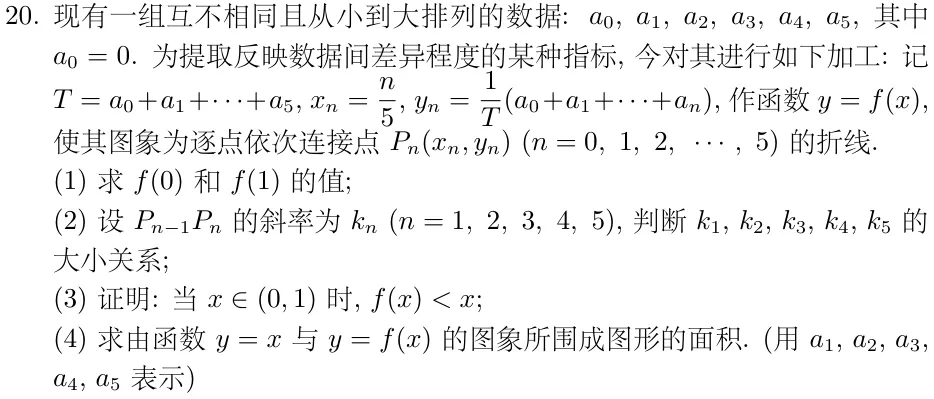 20. 现有一组互不相同且从小到大排列的数据: a₀, a₁, a₂, a₃, a₄, a₅, 其中
a₀ = 0. 为提取反映数据间差异程度的某种指标, 今对其进行如下加工: 记
T = a₀+a₁+⋯+a₅, xₙ = n/5, yₙ = 1/T(a₀+a₁+⋯+aₙ), 作函数 y = f(x),
使其图象为逐点依次连接点 Pₙ(xₙ,yₙ) (n = 0, 1, 2, ⋯, 5) 的折线.
(1) 求 f(0) 和 f(1) 的值;
(2) 设 Pₙ₋₁Pₙ 的斜率为 kₙ (n = 1, 2, 3, 4, 5), 判断 k₁, k₂, k₃, k₄, k₅ 的
大小关系;
(3) 证明: 当 x ∈ (0,1) 时, f(x) < x;
(4) 求由函数 y = x 与 y = f(x) 的图象所围成图形的面积. (用 a₁, a₂, a₃,
a₄, a₅ 表示)